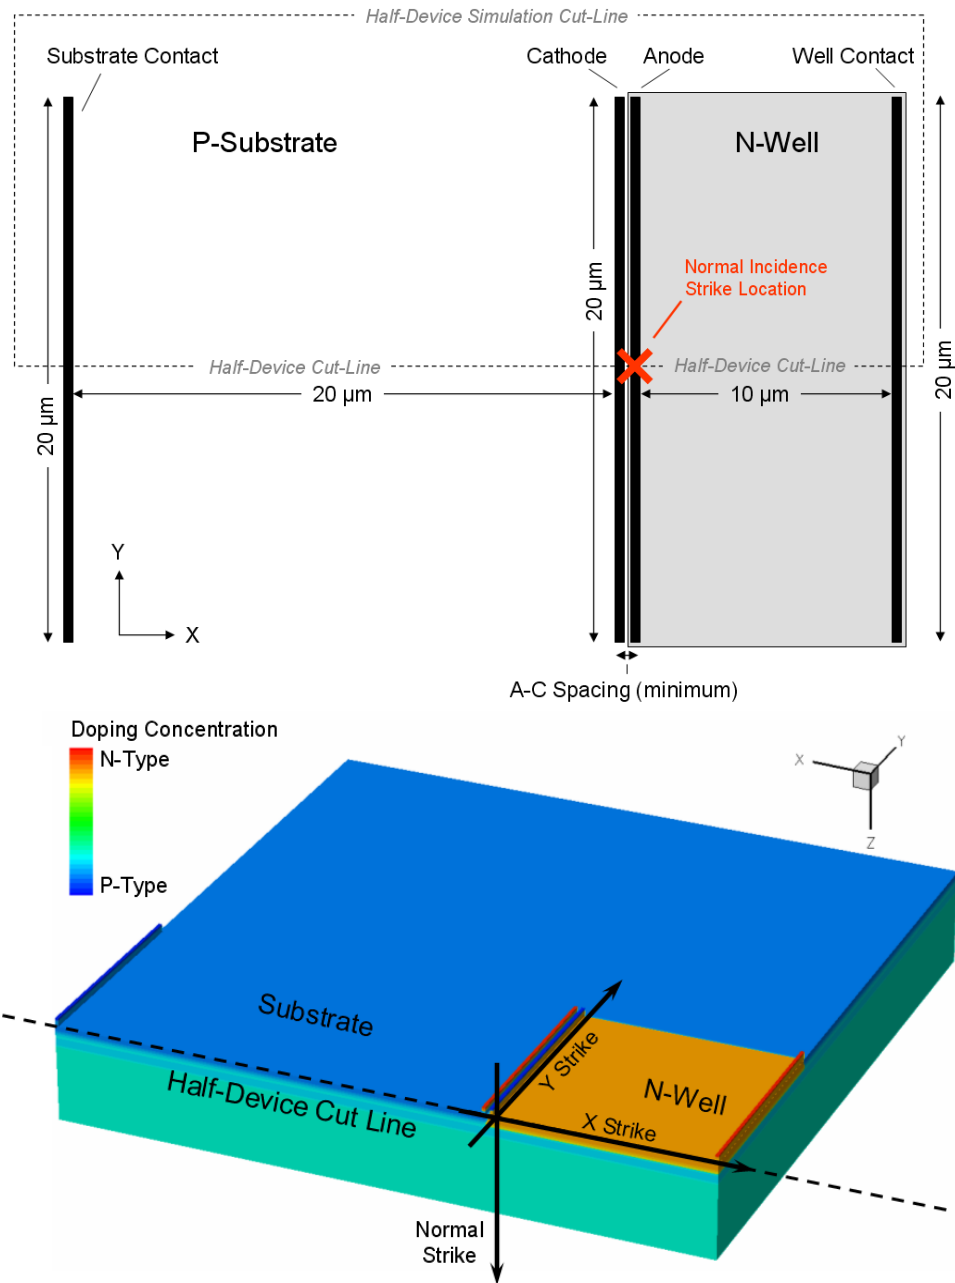 Half-Device Simulation Cut-Line
Substrate Contact
Cathode
Anode
Well Contact
P-Substrate
N-Well
Normal Incidence
Strike Location
20 µm
Half-Device Cut-Line
Half-Device Cut-Line
20 µm
10 µm
20 µm
20 µm
Y
X
A-C Spacing (minimum)
Doping Concentration
N-Type
P-Type
X
Y
Z
Substrate
Y Strike
N-Well
Half-Device Cut Line
X Strike
Normal
Strike